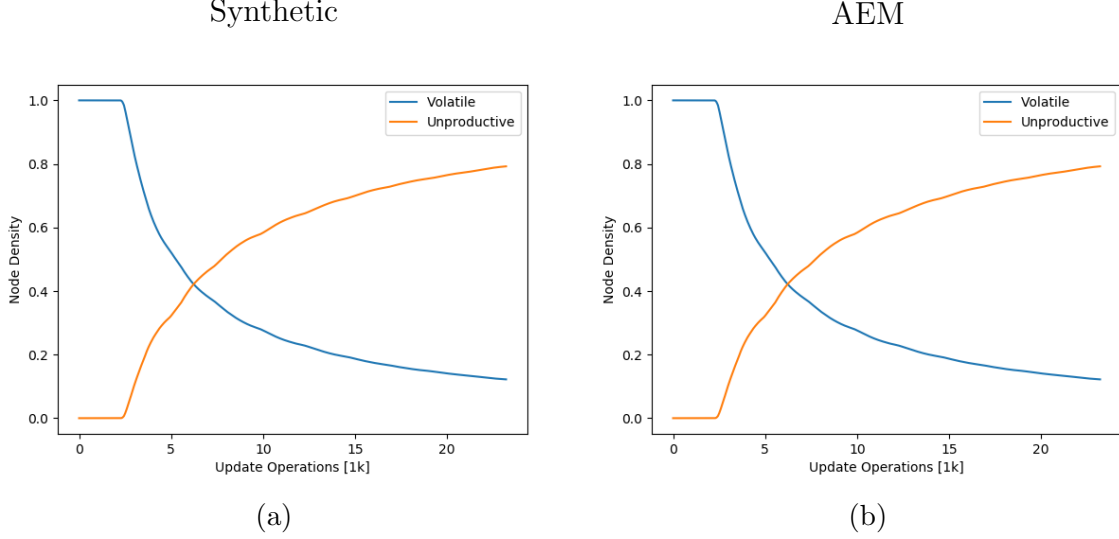 Synthetic
AEM
1.0
0.8
0.6
0.4
0.2
0.0
Node Density
Volatile
Unproductive
0 5 10 15 20
Update Operations [1k]
(a)
1.0
0.8
0.6
0.4
0.2
0.0
Node Density
Volatile
Unproductive
0 5 10 15 20
Update Operations [1k]
(b)